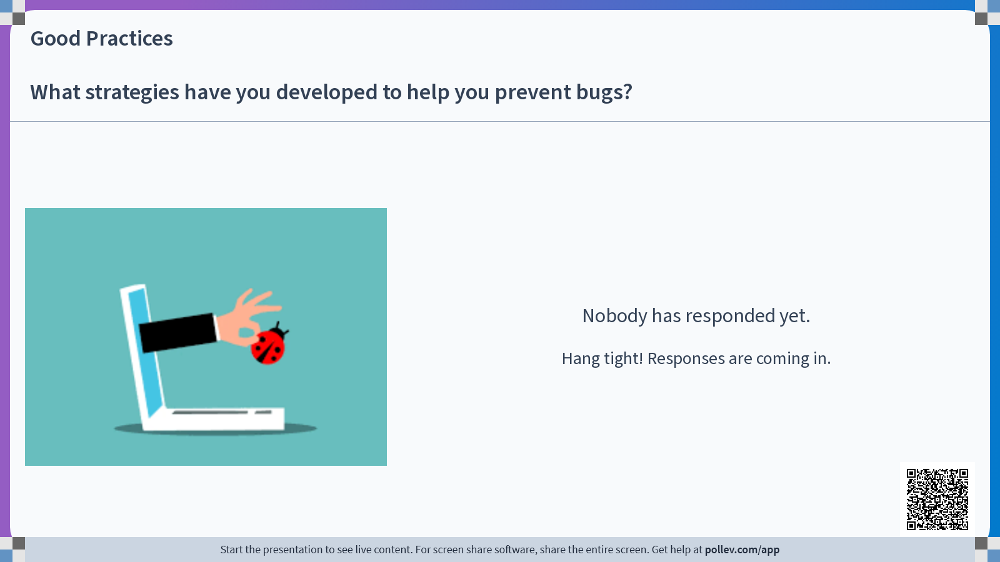 Good Practices
What strategies have you developed to help you prevent bugs?
Nobody has responded yet.
Hang tight! Responses are coming in.
Start the presentation to see live content. For screen share software, share the entire screen. Get help at pollev.com/app